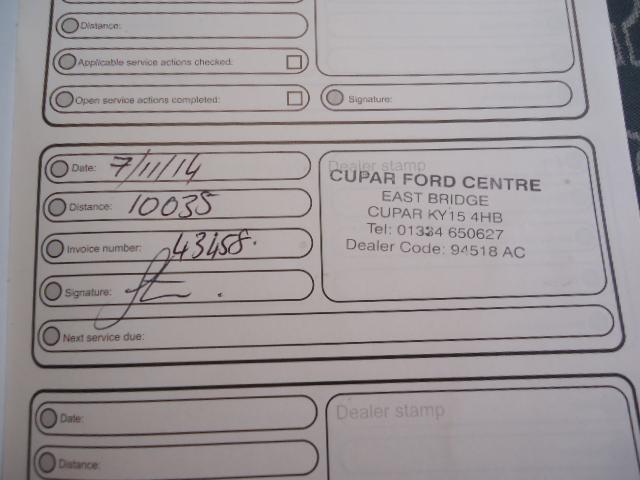 Distance:
Applicable service actions checked:
Open service actions completed:
Signature:
Date: 7/11/14
Distance: 10035
Invoice number: 43458.
Signature:
Next service due:
Dealer stamp
CUPAR FORD CENTRE
EAST BRIDGE
CUPAR KY15 4HB
Tel: 01334 650627
Dealer Code: 94518 AC
Date:
Distance:
Dealer stamp